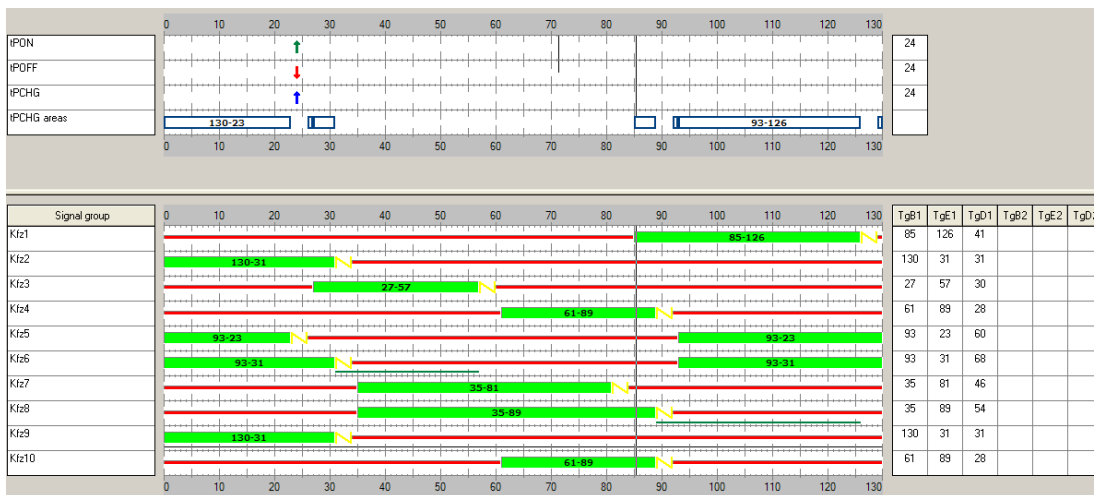 0 10 20 30 40 50 60 70 80 90 100 110 120 130
tPON 24
tPOFF 24
tPCHG 24
tPCHG areas 130-23 93-126
0 10 20 30 40 50 60 70 80 90 100 110 120 130
Signal group 0 10 20 30 40 50 60 70 80 90 100 110 120 130 TgB1 TgE1 TgD1 TgB2 TgE2 TgD2
Kfz1 85-126 85 126 41
Kfz2 130-31 130 31 31
Kfz3 27-57 27 57 30
Kfz4 61-89 61 89 28
Kfz5 93-23 93-23 93 23 60
Kfz6 93-31 93-31 93 31 68
Kfz7 35-81 35 81 46
Kfz8 35-89 35 89 54
Kfz9 130-31 130 31 31
Kfz10 61-89 61 89 28
0 10 20 30 40 50 60 70 80 90 100 110 120 130